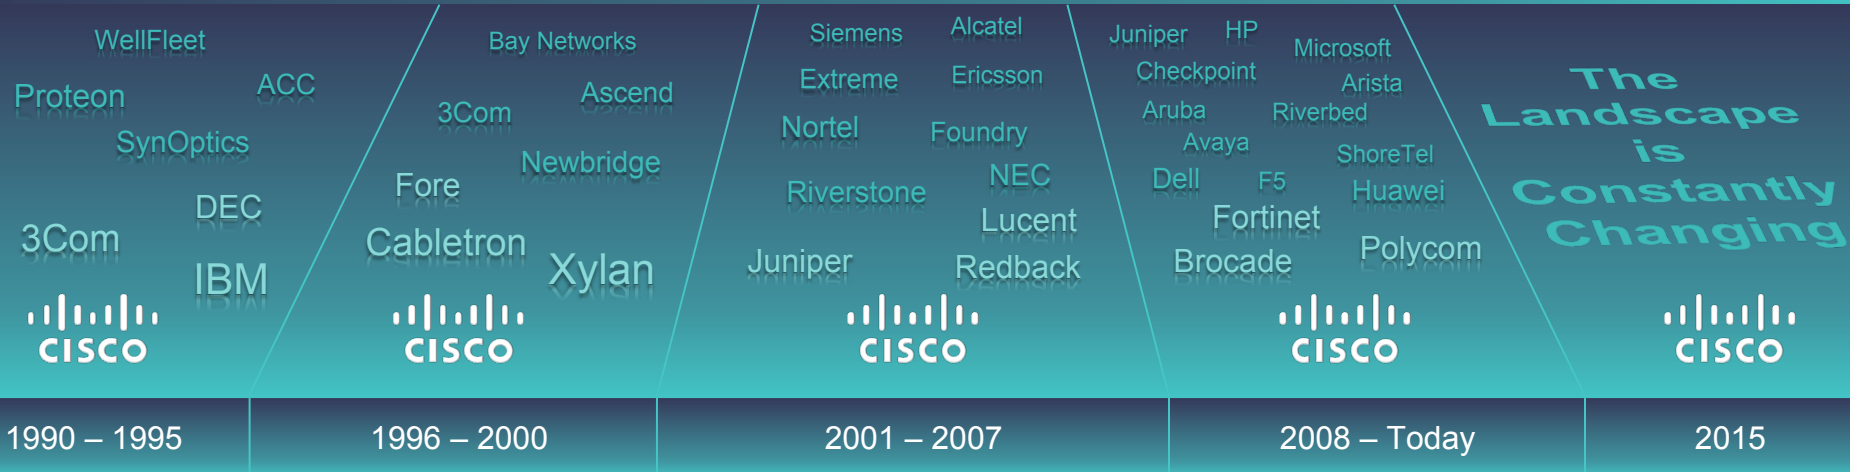 WellFleet
Proteon
ACC
SynOptics
DEC
3Com
IBM
CISCO
1990 – 1995
Bay Networks
Ascend
3Com
Newbridge
Fore
Cabletron
Xylan
CISCO
1996 – 2000
Siemens
Alcatel
Extreme
Ericsson
Nortel
Foundry
NEC
Riverstone
Lucent
Juniper
Redback
CISCO
2001 – 2007
Juniper
HP
Microsoft
Checkpoint
Arista
Aruba
Riverbed
Avaya
ShoreTel
Dell
F5
Huawei
Fortinet
Polycom
Brocade
CISCO
2008 – Today
The
Landscape
is
Constantly
Changing
CISCO
2015